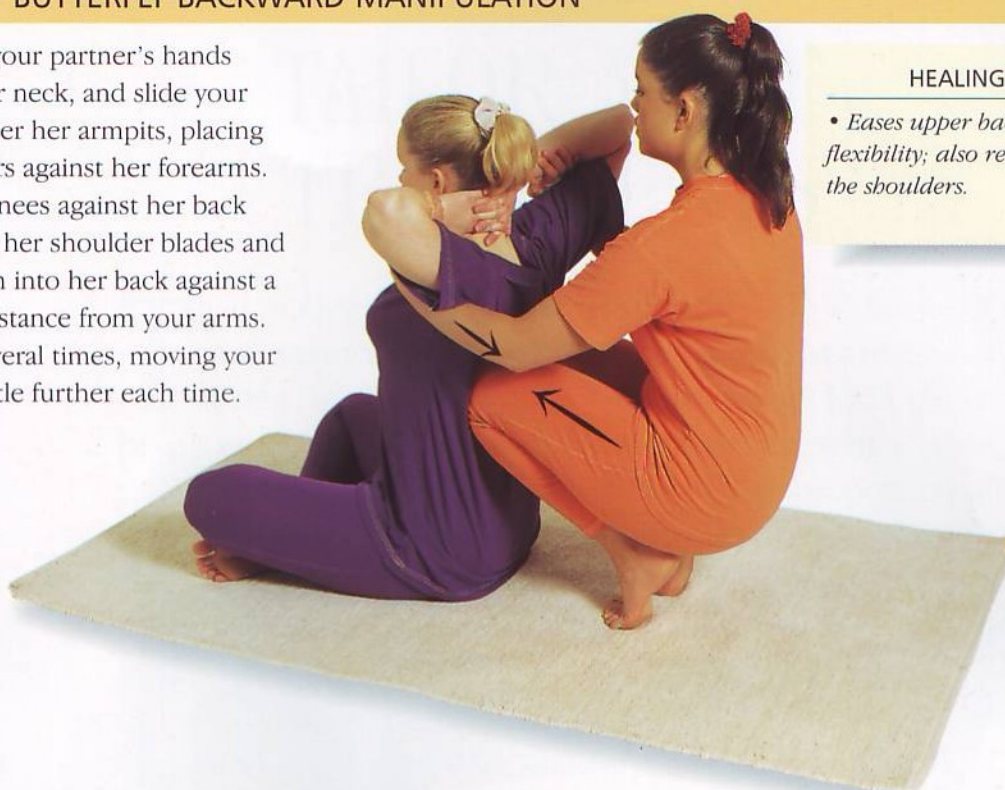 BUTTERFLY BACKWARD MANIPULATION
your partner's hands
neck, and slide your
her armpits, placing
against her forearms.
against her back
her shoulder blades and
into her back against a
from your arms.
times, moving your
further each time.
HEALING
• Eases upper
flexibility; also
the shoulders.